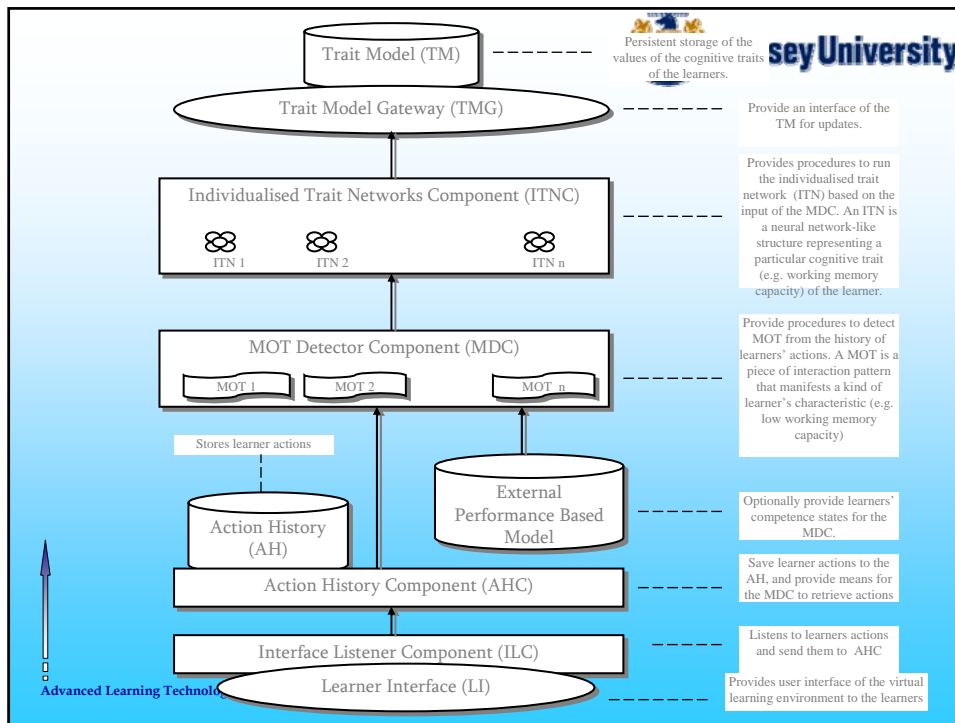 Trait Model (TM)
Persistent storage of the
values of the cognitive traits
of the learners.
sey University
Trait Model Gateway (TMG)
Provide an interface of the
TM for updates.
Individualised Trait Networks Component (ITNC)
ITN 1
ITN 2
ITN n
Provides procedures to run
the individualised trait
network (ITN) based on the
input of the MDC. An ITN is
a neural network-like
structure representing a
particular cognitive trait
(e.g. working memory
capacity) of the learner.
MOT Detector Component (MDC)
MOT 1
MOT 2
MOT n
Provide procedures to detect
MOT from the history of
learners’ actions. A MOT is a
piece of interaction pattern
that manifests a kind of
learner’s characteristic (e.g.
low working memory
capacity)
Stores learner actions
Action History
(AH)
External
Performance Based
Model
Optionally provide learners’
competence states for the
MDC.
Action History Component (AHC)
Save learner actions to the
AH, and provide means for
the MDC to retrieve actions
Interface Listener Component (ILC)
Listens to learners actions
and send them to AHC
Learner Interface (LI)
Provides user interface of the virtual
learning environment to the learners
Advanced Learning Technolog